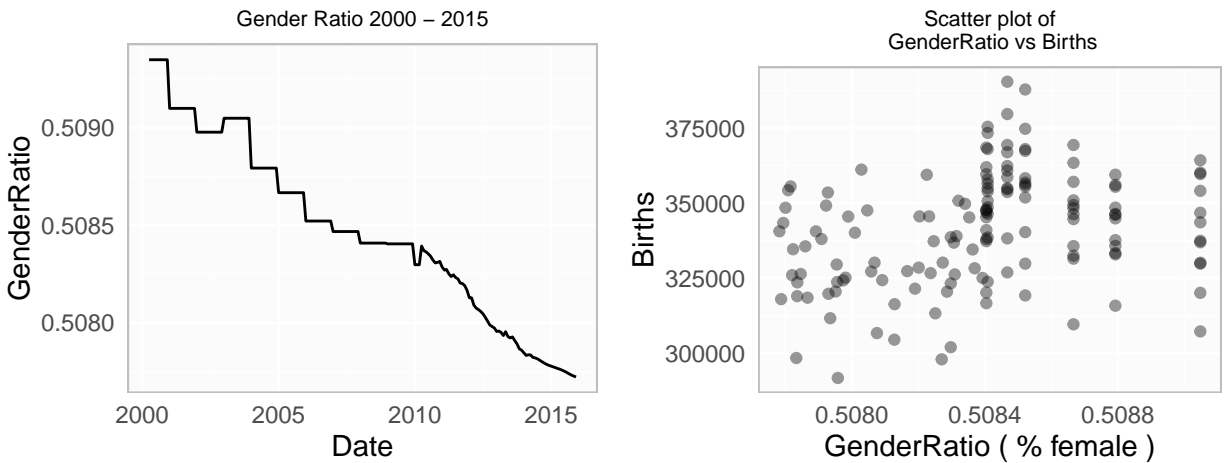 Gender Ratio 2000 – 2015
GenderRatio
0.5090
0.5085
0.5080
2000
2005
2010
2015
Date
Scatter plot of
GenderRatio vs Births
Births
375000
350000
325000
300000
0.5080
0.5084
0.5088
GenderRatio ( % female )